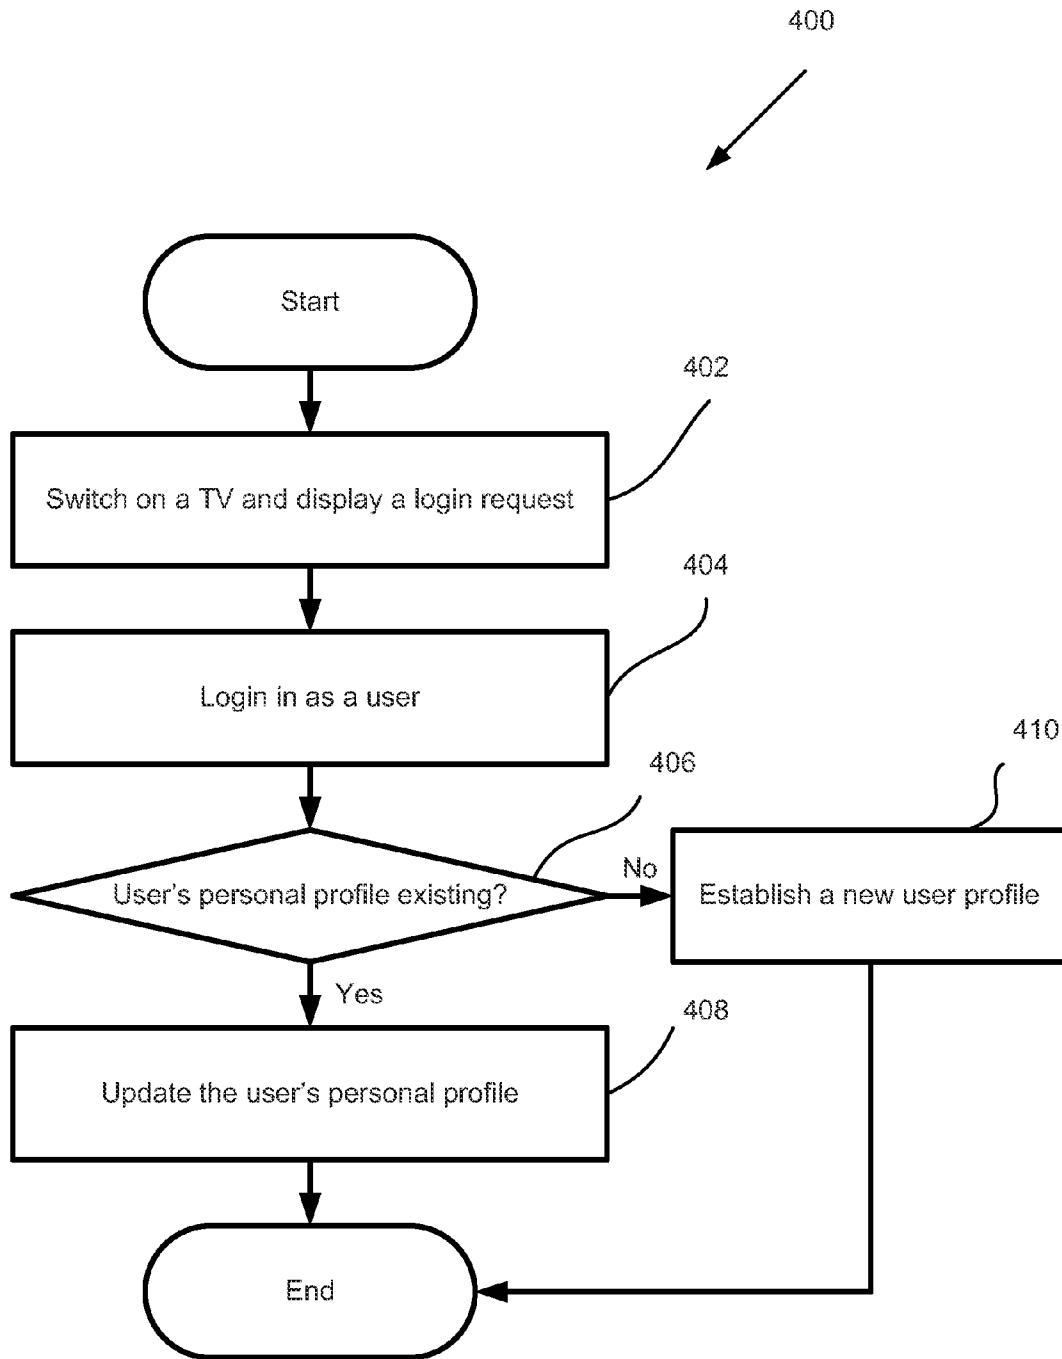 400
Start
402
Switch on a TV and display a login request
404
Login in as a user
406
410
User's personal profile existing?
No
Establish a new user profile
Yes
408
Update the user's personal profile
End